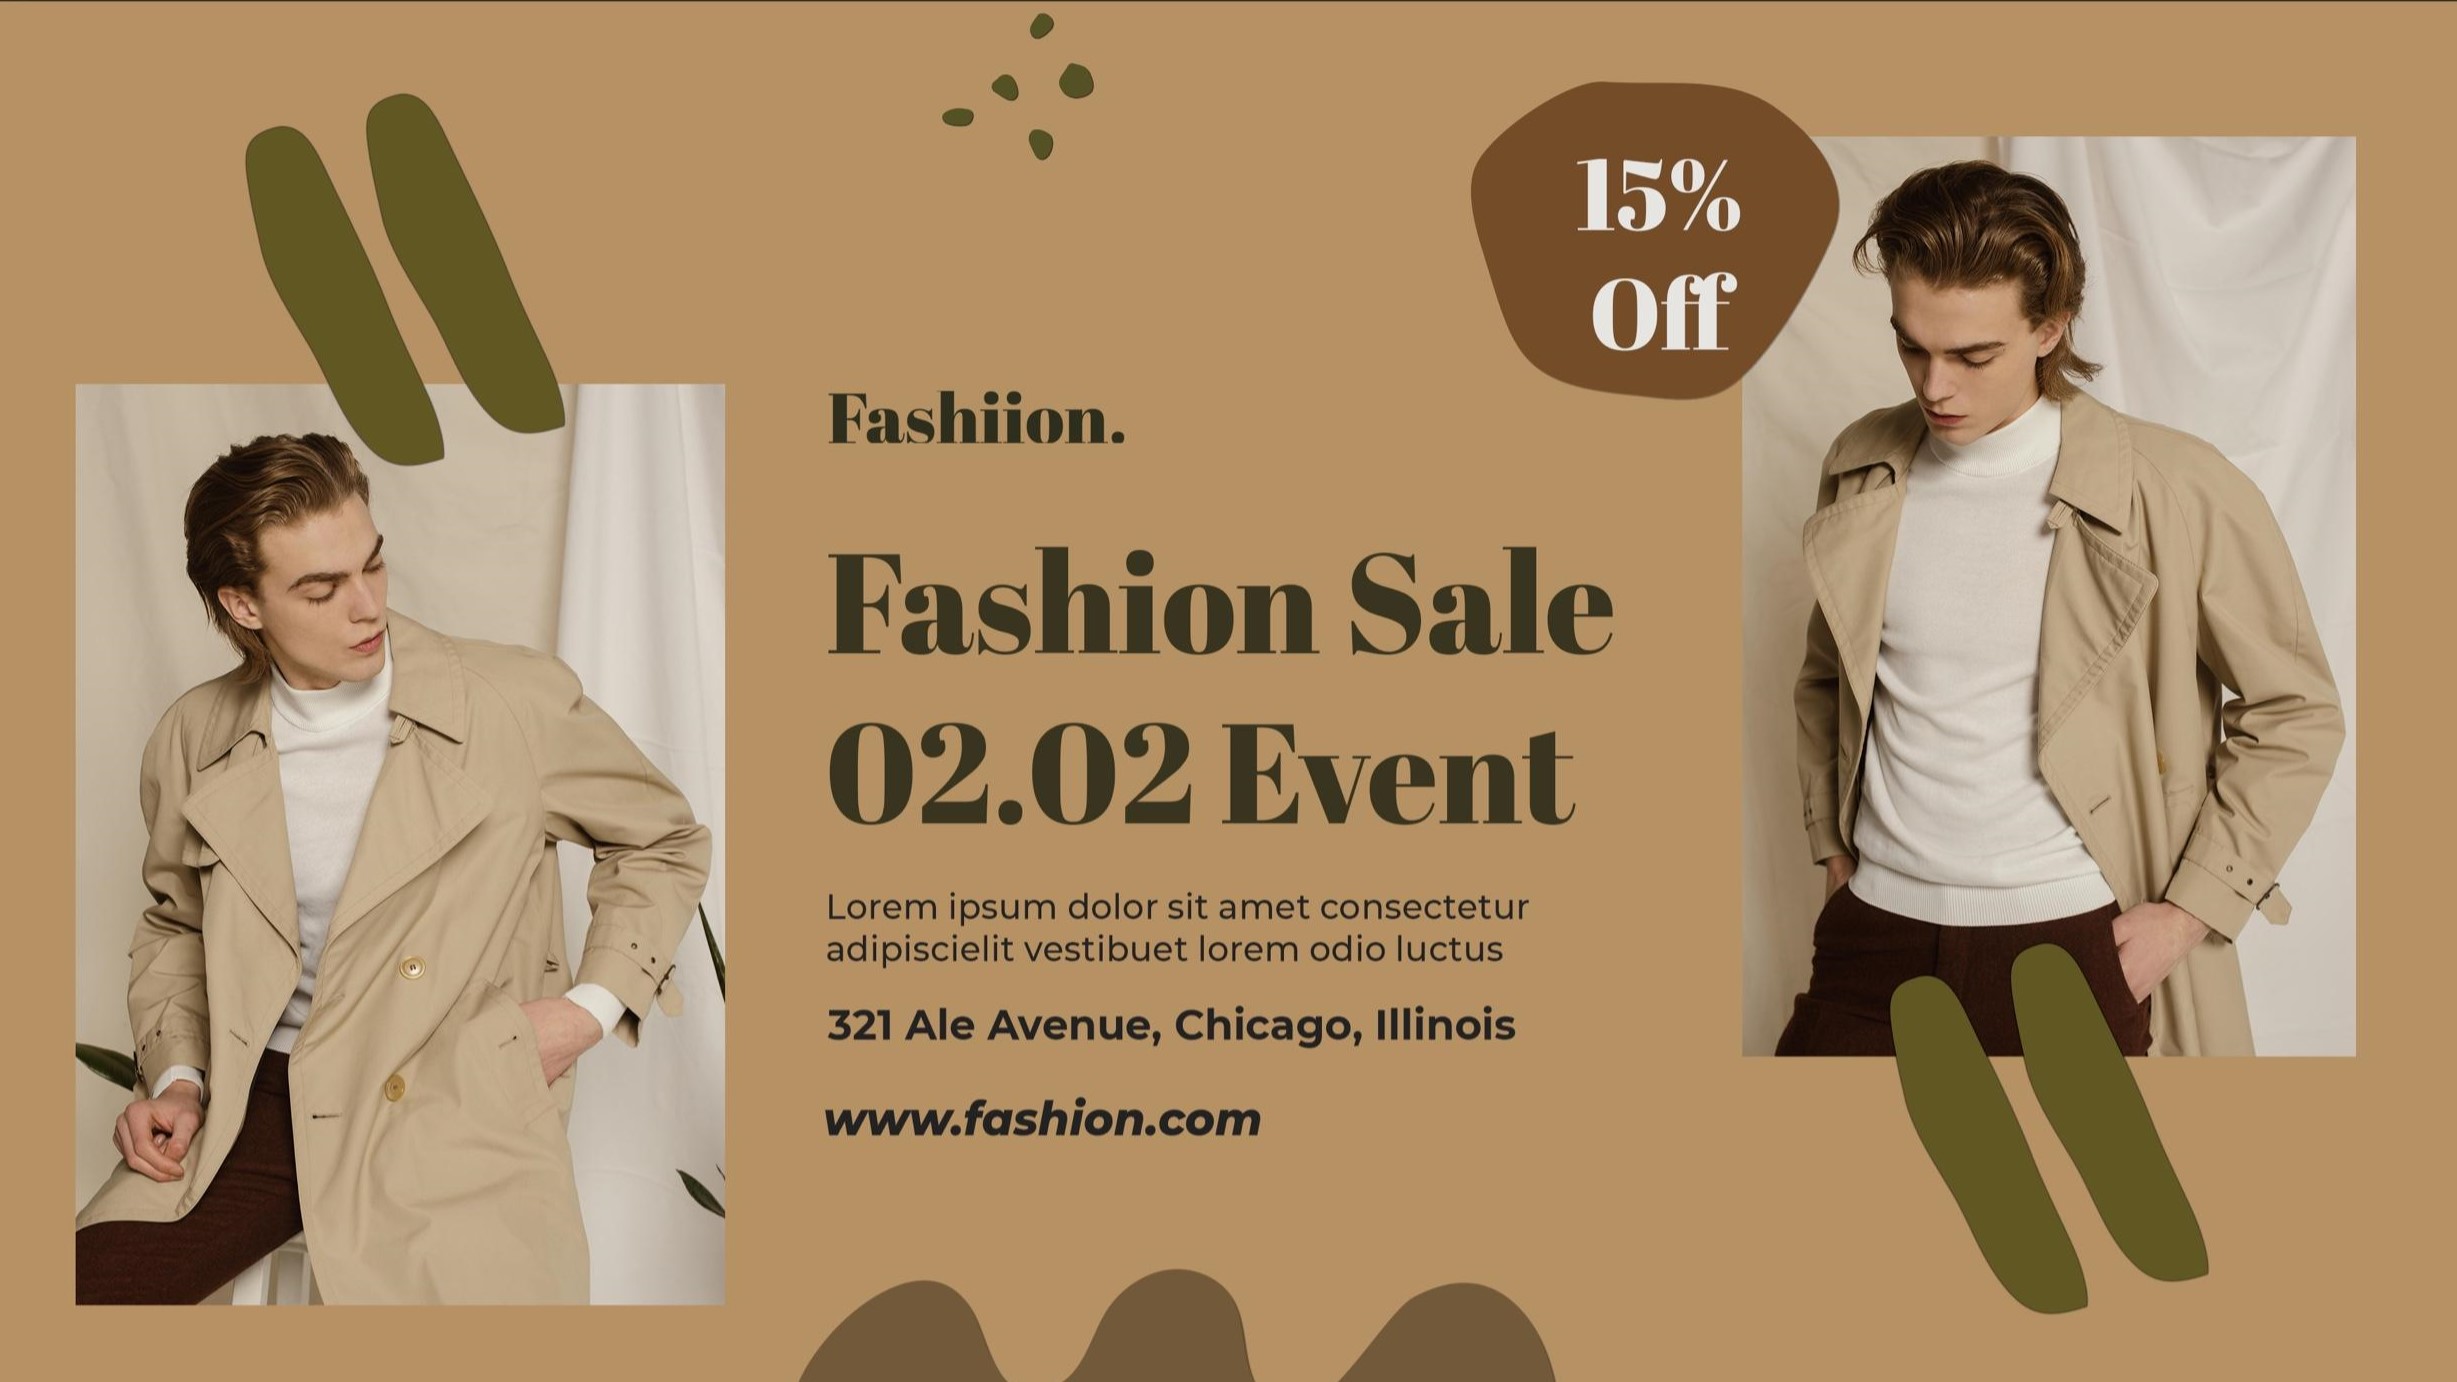 15%
Off
Fashiion.
Fashion Sale
02.02 Event
Lorem ipsum dolor sit amet consectetur
adipiscielit vestibuet lorem odio luctus
321 Ale Avenue, Chicago, Illinois
www.fashion.com